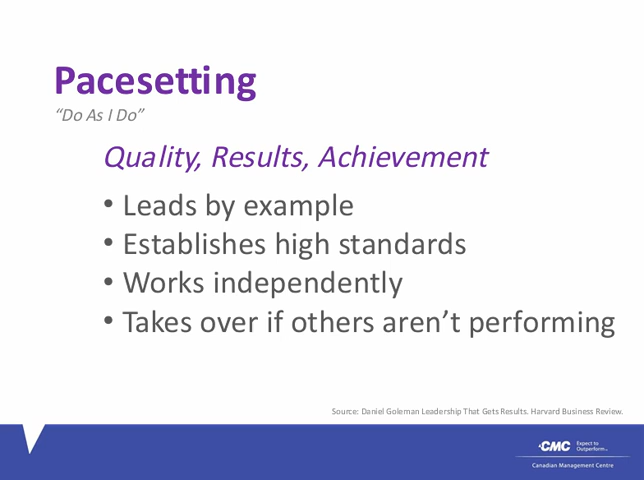 Pacesetting
“Do As I Do”
Quality, Results, Achievement
• Leads by example
• Establishes high standards
• Works independently
• Takes over if others aren’t performing
Source: Daniel Goleman Leadership That Gets Results. Harvard Business Review.
CMC
Expect to
Outperform™
Canadian Management Centre